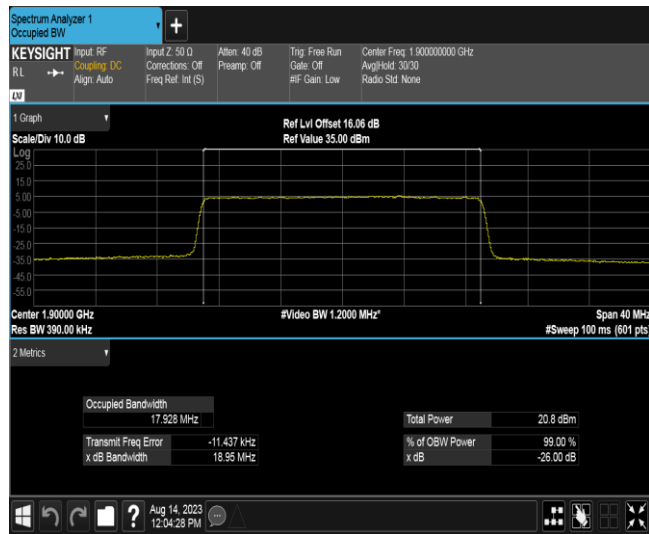 Spectrum Analyzer 1
Occupied BW
+
KEYSIGHT
RL
LXI
Input: RF
Coupling: DC
Align: Auto
Input Z: 50 Ω
Corrections: Off
Freq Ref: Int (S)
Atten: 40 dB
Preamp: Off
Trig: Free Run
Gate: Off
#IF Gain: Low
Center Freq: 1.900000000 GHz
Avg|Hold: 30/30
Radio Std: None
1 Graph
Scale/Div 10.0 dB
Ref Lvl Offset 16.06 dB
Ref Value 35.00 dBm
Log
25.0
15.0
5.00
-5.00
-15.0
-25.0
-35.0
-45.0
-55.0
Center 1.90000 GHz
Res BW 390.00 kHz
#Video BW 1.2000 MHz*
Span 40 MHz
#Sweep 100 ms (601 pts)
2 Metrics
Occupied Bandwidth
17.928 MHz
Transmit Freq Error -11.437 kHz
x dB Bandwidth 18.95 MHz
Total Power 20.8 dBm
% of OBW Power 99.00 %
x dB -26.00 dB
?
Aug 14, 2023
12:04:28 PM